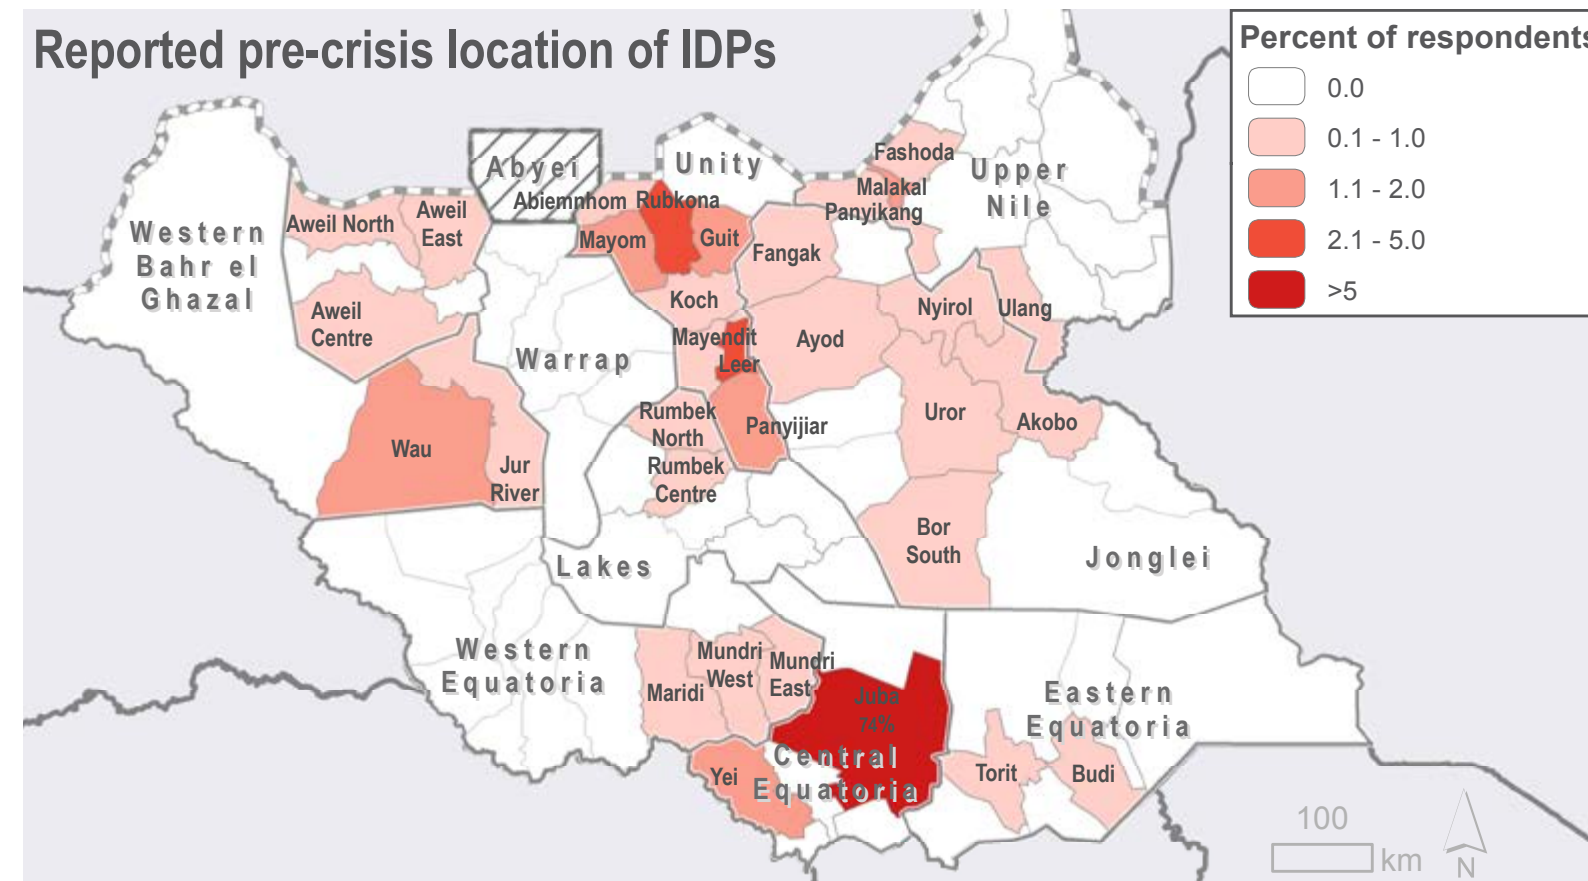 Reported pre-crisis location of IDPs
Percent of respondents
0.0
0.1 - 1.0
1.1 - 2.0
2.1 - 5.0
>5
Western
Bahr el
Ghazal
Aweil North
Aweil
East
Aweil
Centre
Wau
Jur
River
Abyei
Abiemnhom
Unity
Rubkona
Mayom
Guit
Koch
Mayendit
Leer
Panyijiar
Warrap
Rumbek
North
Rumbek
Centre
Lakes
Fashoda
Malakal
Panyikang
Upper
Nile
Fangak
Ayod
Nyirol
Ulang
Uror
Akobo
Bor
South
Jonglei
Western
Equatoria
Maridi
Mundri
West
Mundri
East
Juba
74%
Central
Equatoria
Yei
Eastern
Equatoria
Torit
Budi
100
km
N